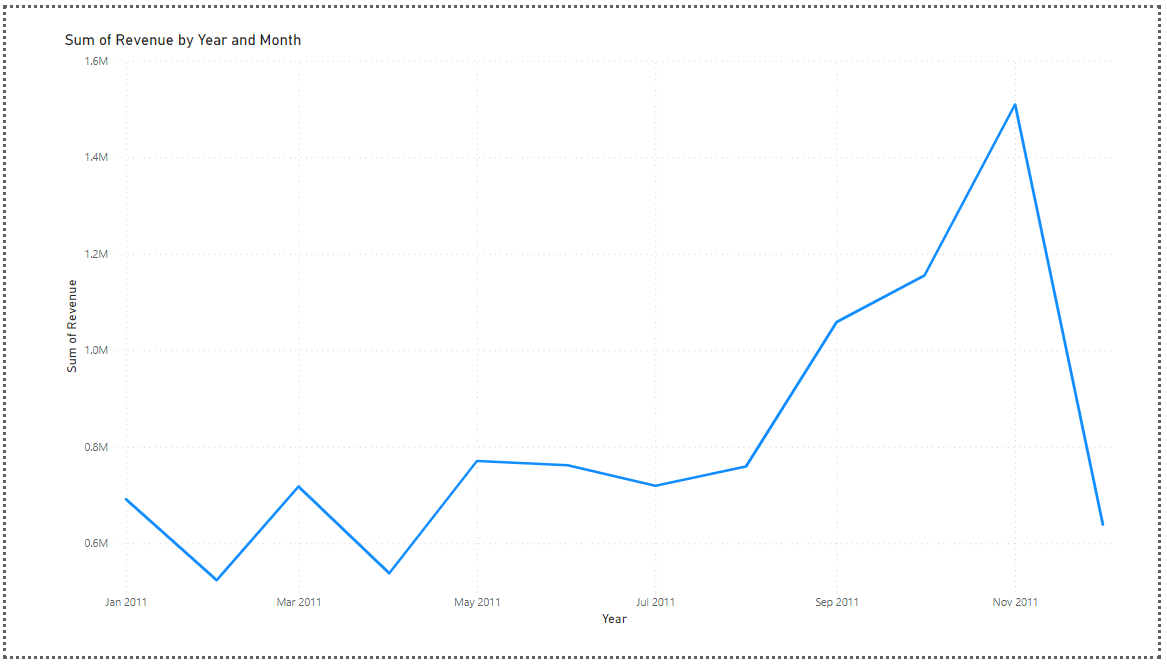 Sum of Revenue by Year and Month
1.6M
1.4M
1.2M
1.0M
0.8M
0.6M
Sum of Revenue
Jan 2011
Mar 2011
May 2011
Jul 2011
Sep 2011
Nov 2011
Year